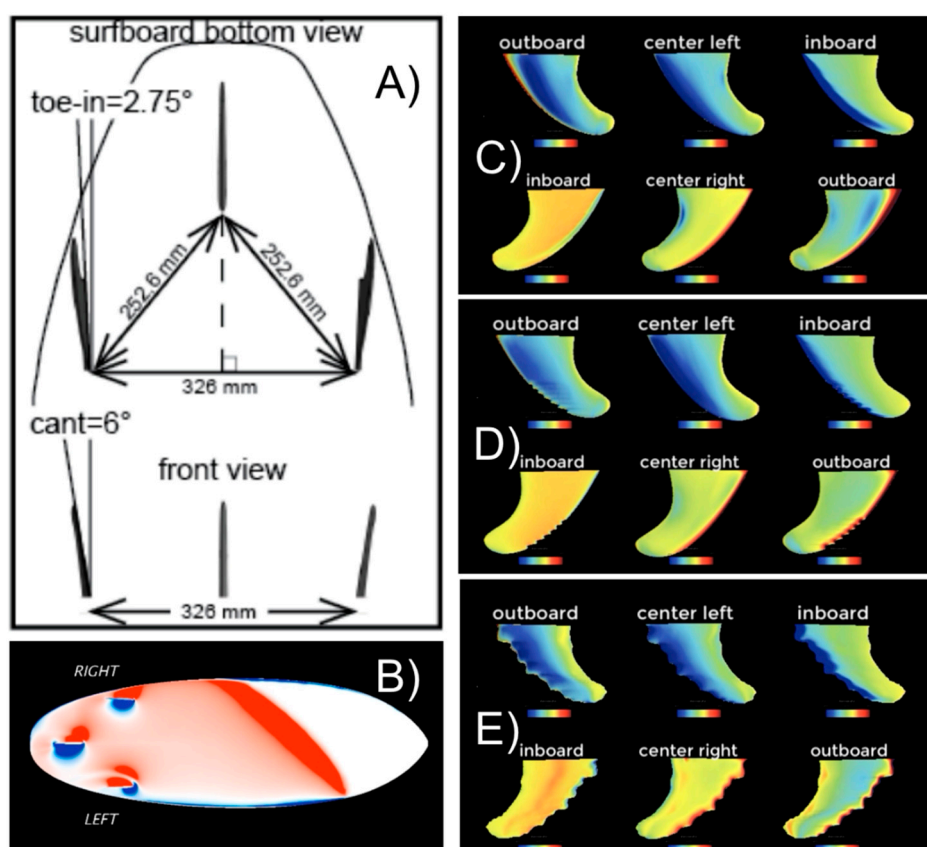 surfboard bottom view
A)
toe-in=2.75°
252.6 mm
252.6 mm
326 mm
cant=6°
front view
326 mm
RIGHT
B)
LEFT
outboard center left inboard
C)
inboard center right outboard
outboard center left inboard
D)
inboard center right outboard
outboard center left inboard
E)
inboard center right outboard